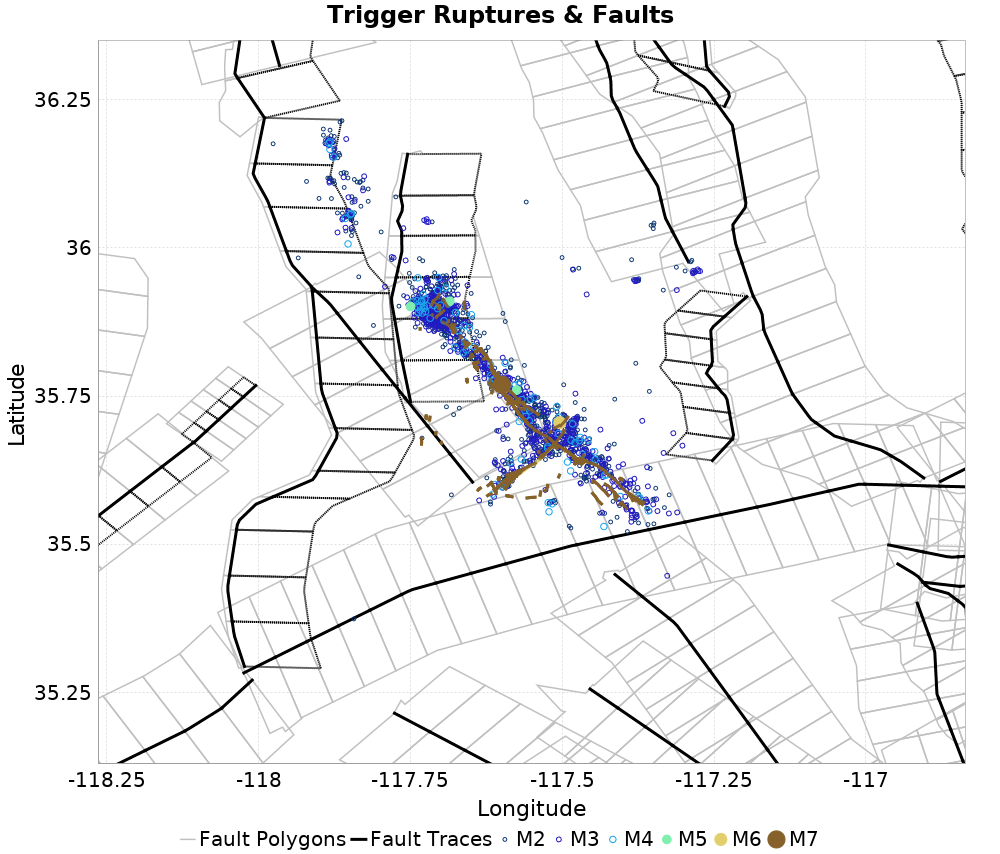 Trigger Ruptures & Faults
36.25
36
35.75
35.5
35.25
Latitude
-118.25 -118 -117.75 -117.5 -117.25 -117
Longitude
Fault Polygons Fault Traces M2 M3 M4 M5 M6 M7